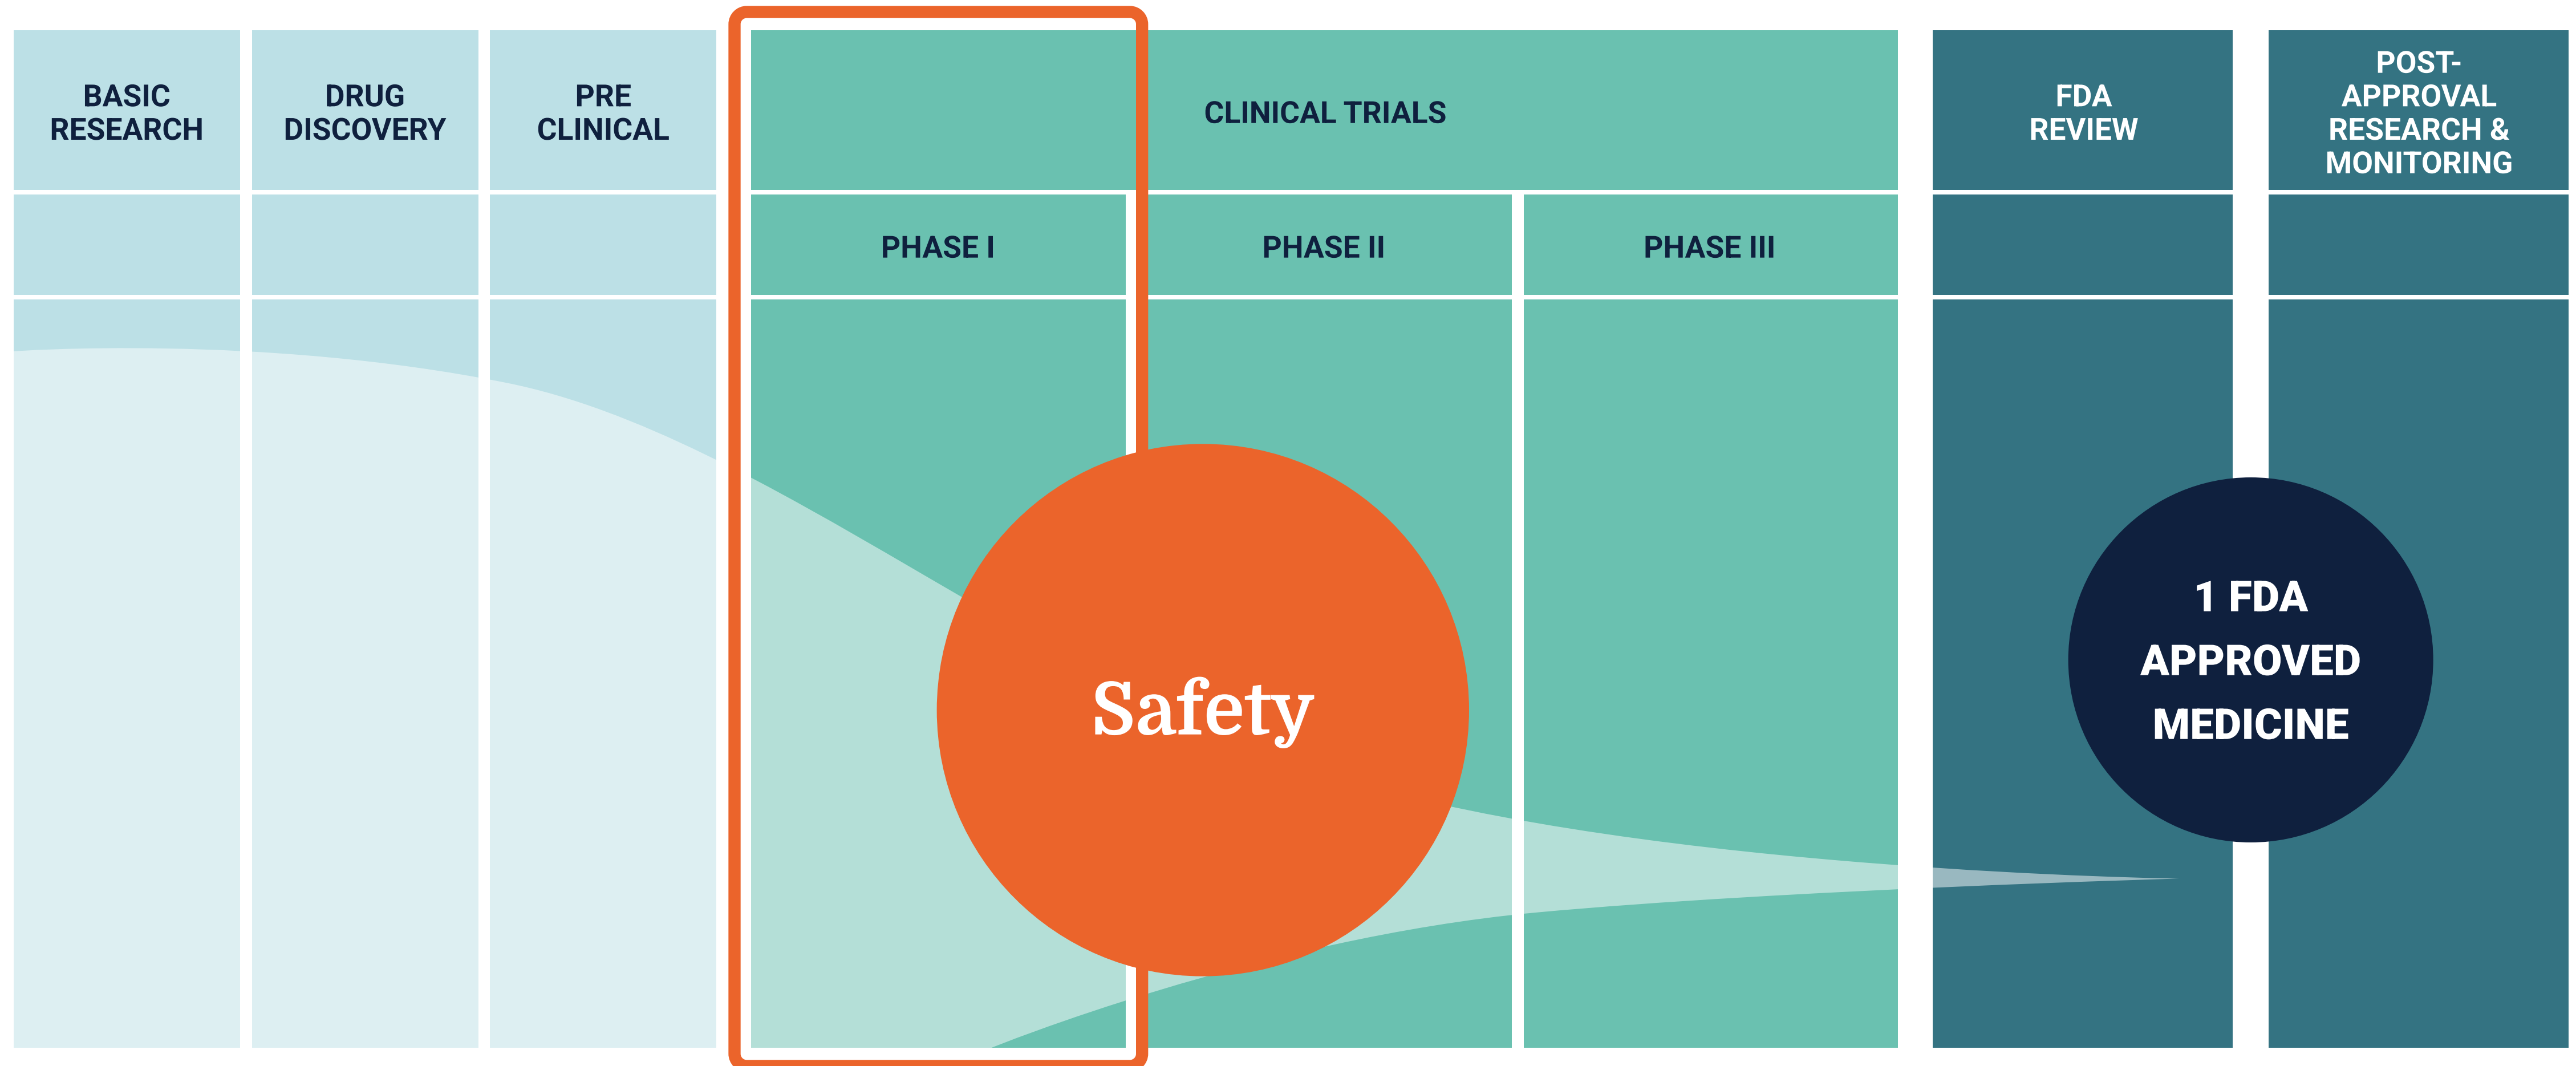 BASIC
RESEARCH
DRUG
DISCOVERY
PRE
CLINICAL
CLINICAL TRIALS
FDA
REVIEW
POST-
APPROVAL
RESEARCH &
MONITORING
PHASE I
PHASE II
PHASE III
Safety
1 FDA
APPROVED
MEDICINE